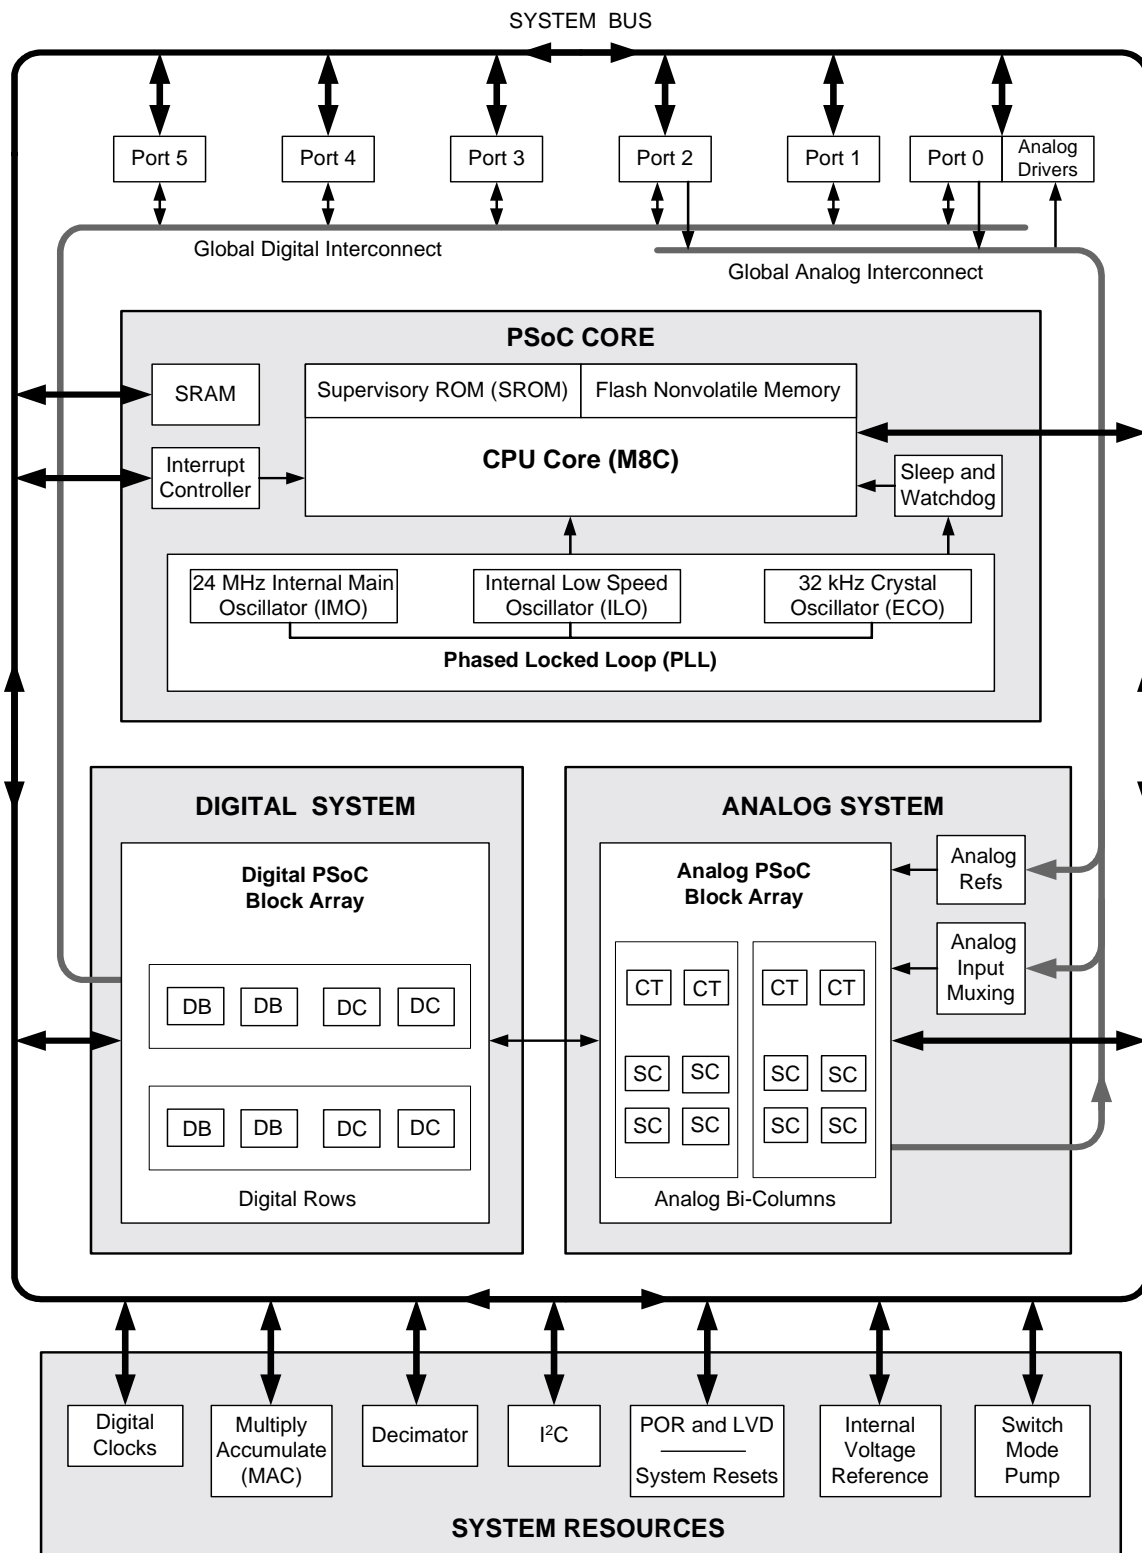 SYSTEM BUS
Port 5
Port 4
Port 3
Port 2
Port 1
Port 0
Analog
Drivers
Global Digital Interconnect
Global Analog Interconnect
PSoC CORE
SRAM
Supervisory ROM (SROM)
Flash Nonvolatile Memory
CPU Core (M8C)
Interrupt
Controller
Sleep and
Watchdog
24 MHz Internal Main
Oscillator (IMO)
Internal Low Speed
Oscillator (ILO)
32 kHz Crystal
Oscillator (ECO)
Phased Locked Loop (PLL)
DIGITAL SYSTEM
Digital PSoC
Block Array
DB
DB
DC
DC
DB
DB
DC
DC
Digital Rows
ANALOG SYSTEM
Analog PSoC
Block Array
CT
CT
CT
CT
SC
SC
SC
SC
SC
SC
SC
SC
Analog Bi-Columns
Analog
Refs
Analog
Input
Muxing
Digital
Clocks
Multiply
Accumulate
(MAC)
Decimator
I²C
POR and LVD
System Resets
Internal
Voltage
Reference
Switch
Mode
Pump
SYSTEM RESOURCES